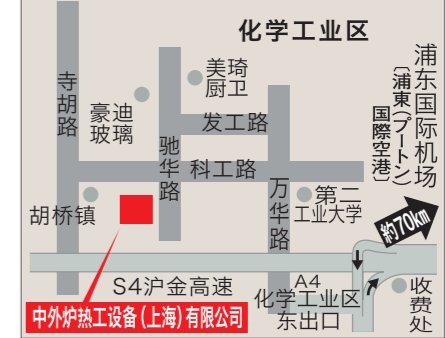 化学工业区
美琦
厨卫
浦东国际机场
〔浦東(プートン)
国際空港〕
寺胡路
豪迪
玻璃
发工路
驰华路
科工路
万华路
第二
工业大学
胡桥镇
約70km
S4沪金高速
A4
化学工业区
东出口
收费处
中外炉热工设备(上海)有限公司